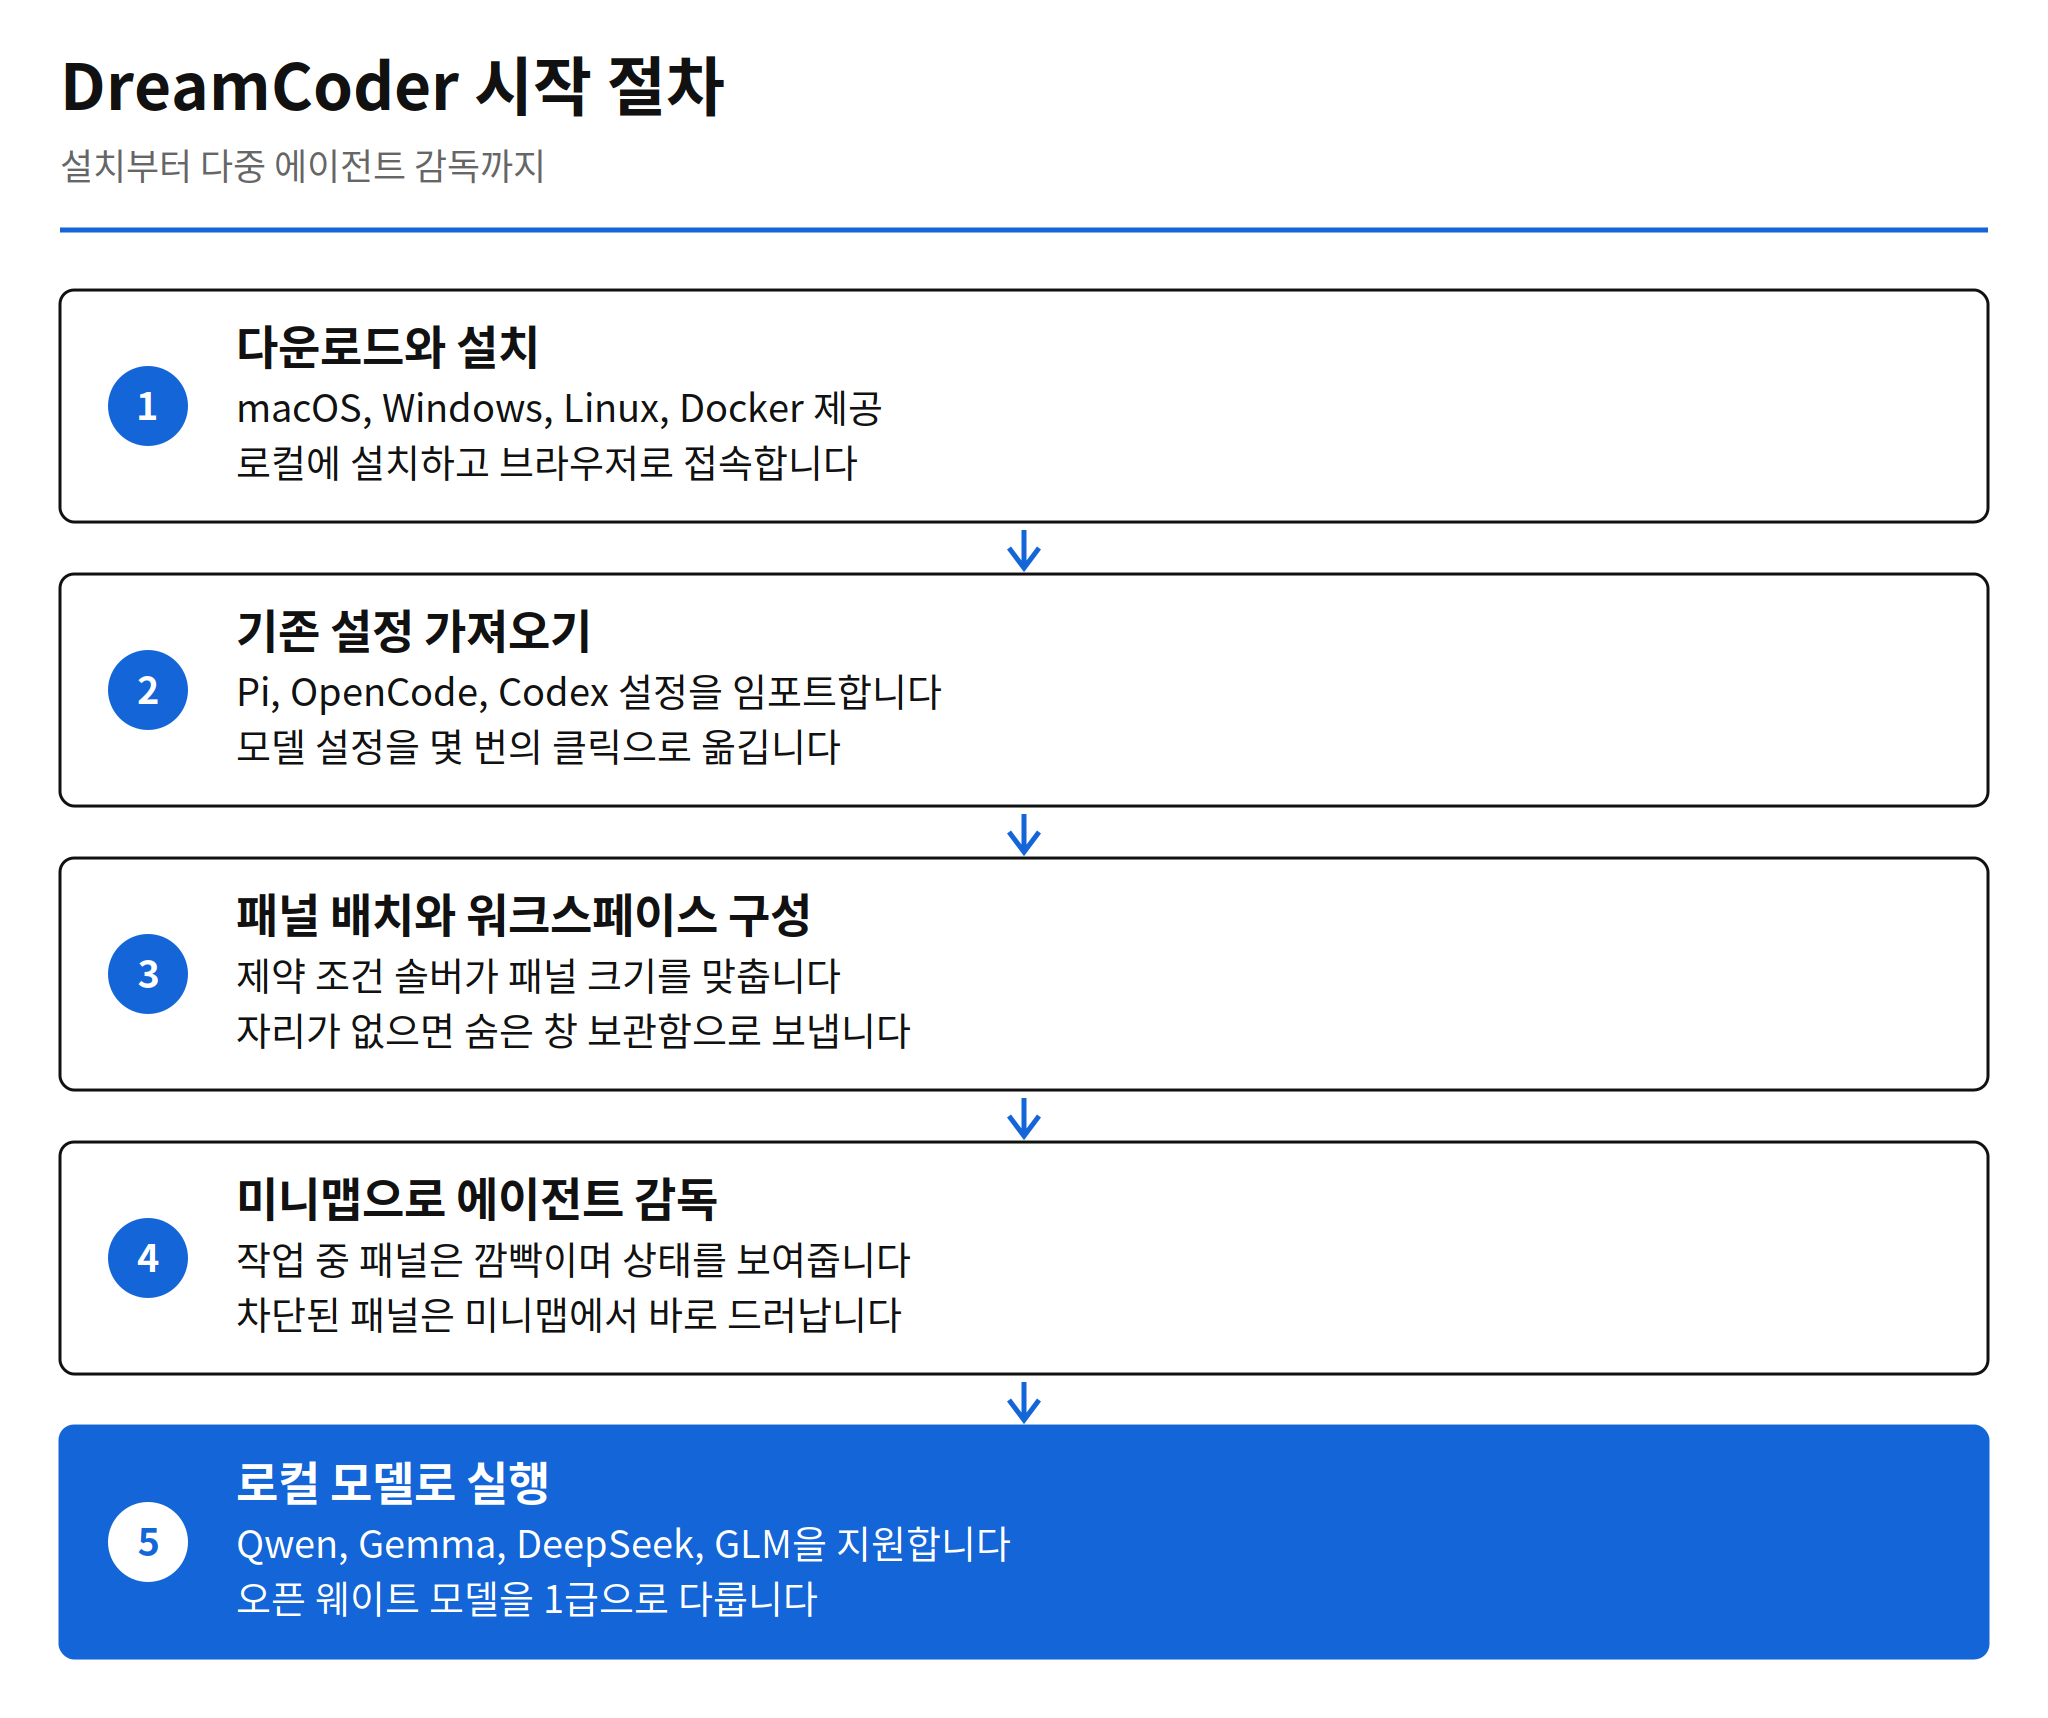 DreamCoder 시작 절차
설치부터 다중 에이전트 감독까지
1
다운로드와 설치
macOS, Windows, Linux, Docker 제공
로컬에 설치하고 브라우저로 접속합니다
2
기존 설정 가져오기
Pi, OpenCode, Codex 설정을 임포트합니다
모델 설정을 몇 번의 클릭으로 옮깁니다
3
패널 배치와 워크스페이스 구성
제약 조건 솔버가 패널 크기를 맞춥니다
자리가 없으면 숨은 창 보관함으로 보냅니다
4
미니맵으로 에이전트 감독
작업 중 패널은 깜빡이며 상태를 보여줍니다
차단된 패널은 미니맵에서 바로 드러납니다
5
로컬 모델로 실행
Qwen, Gemma, DeepSeek, GLM을 지원합니다
오픈 웨이트 모델을 1급으로 다룹니다